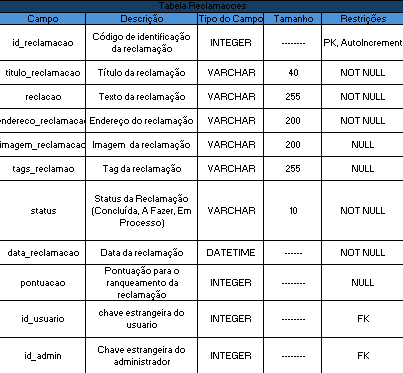 Tabela Reclamacoes
Campo Descrição Tipo do Campo Tamanho Restrições
id_reclamacao Código de identificação da reclamação INTEGER -------- PK, AutoIncrement
titulo_reclamacao Título da reclamação VARCHAR 40 NOT NULL
reclacao Texto da reclamação VARCHAR 255 NOT NULL
endereco_reclamacao Endereço do reclamação VARCHAR 200 NOT NULL
imagem_reclamacao Imagem da reclamação VARCHAR 200 NULL
tags_reclamao Tag da reclamação VARCHAR 255 NULL
status Status da Reclamação (Concluída, A Fazer, Em Processo) VARCHAR 10 NOT NULL
data_reclamacao Data da reclamação DATETIME ------ NOT NULL
pontuacao Pontuação para o ranqueamento da reclamação INTEGER -------- NULL
id_usuario chave estrangeira do usuario INTEGER -------- FK
id_admin Chave estrangeira do administrador INTEGER -------- FK